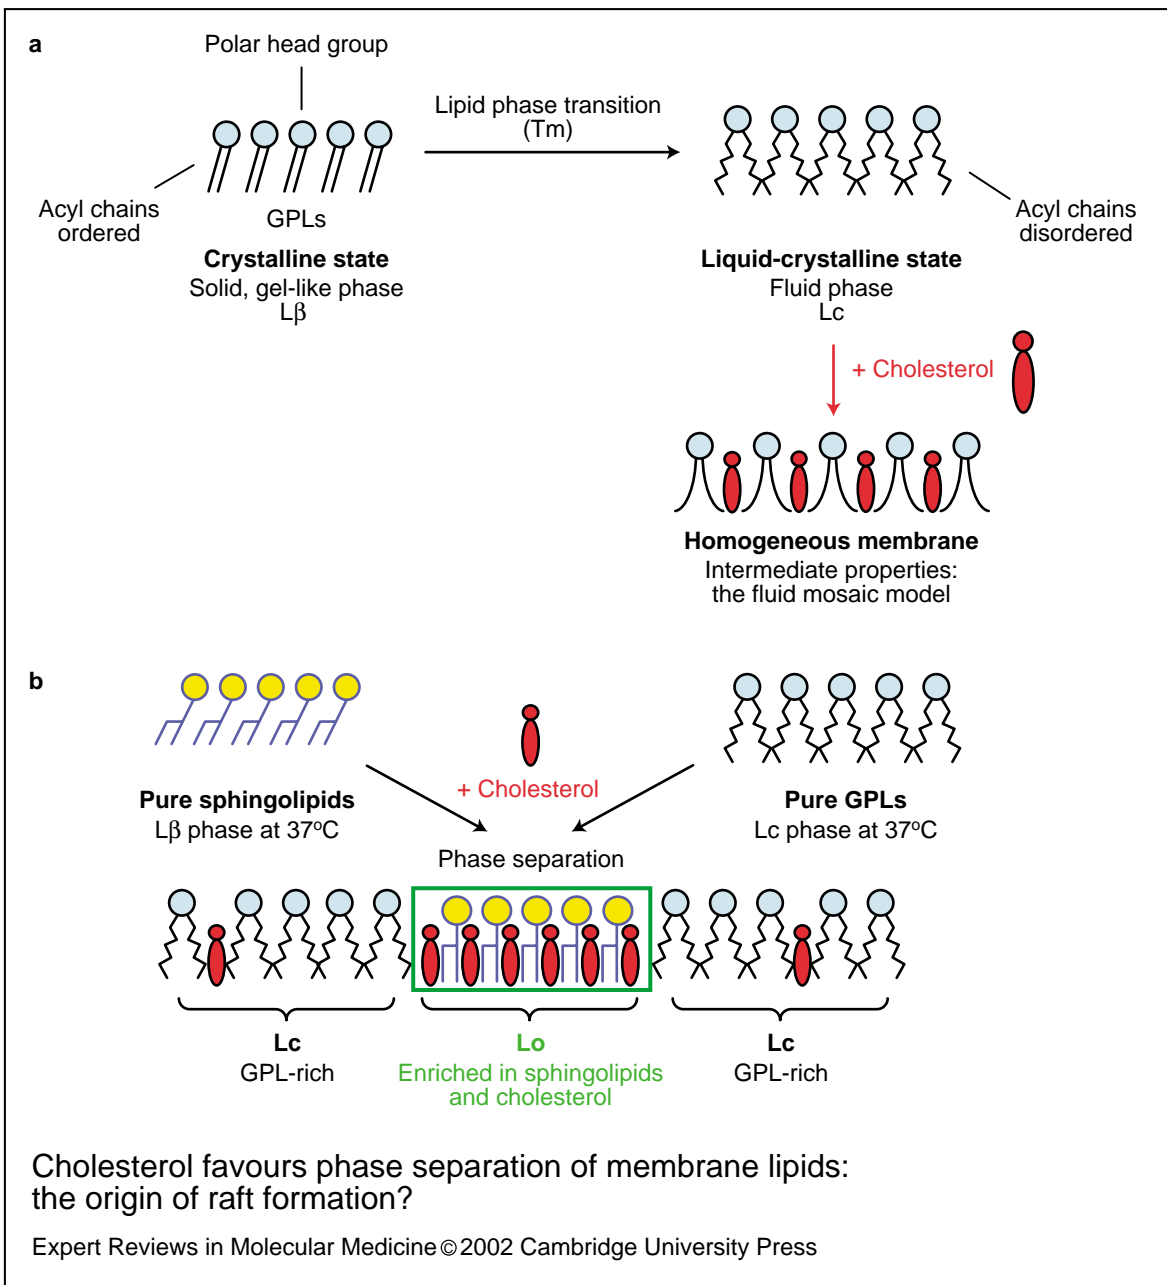 a
Polar head group
Lipid phase transition
(Tm)
Acyl chains
ordered
GPLs
Acyl chains
disordered
Crystalline state
Solid, gel-like phase
Lβ
Liquid-crystalline state
Fluid phase
Lc
+ Cholesterol
Homogeneous membrane
Intermediate properties:
the fluid mosaic model
b
+ Cholesterol
Pure sphingolipids
Lβ phase at 37ºC
Pure GPLs
Lc phase at 37ºC
Phase separation
Lc
GPL-rich
Lo
Enriched in sphingolipids
and cholesterol
Lc
GPL-rich
Cholesterol favours phase separation of membrane lipids:
the origin of raft formation?
Expert Reviews in Molecular Medicine © 2002 Cambridge University Press